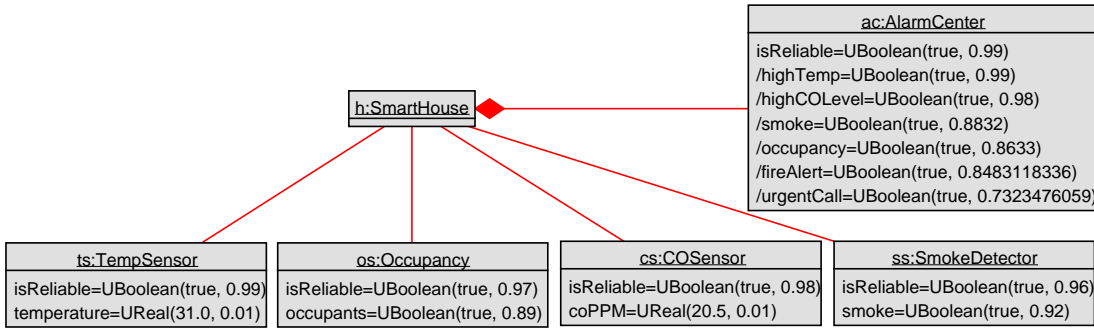 ac:AlarmCenter
isReliable=UBoolean(true, 0.99)
/highTemp=UBoolean(true, 0.99)
/highCOLevel=UBoolean(true, 0.98)
/smoke=UBoolean(true, 0.8832)
/occupancy=UBoolean(true, 0.8633)
/fireAlert=UBoolean(true, 0.8483118336)
/urgentCall=UBoolean(true, 0.7323476059)
h:SmartHouse
ts:TempSensor
isReliable=UBoolean(true, 0.99)
temperature=UReal(31.0, 0.01)
os:Occupancy
isReliable=UBoolean(true, 0.97)
occupants=UBoolean(true, 0.89)
cs:COSensor
isReliable=UBoolean(true, 0.98)
coPPM=UReal(20.5, 0.01)
ss:SmokeDetector
isReliable=UBoolean(true, 0.96)
smoke=UBoolean(true, 0.92)